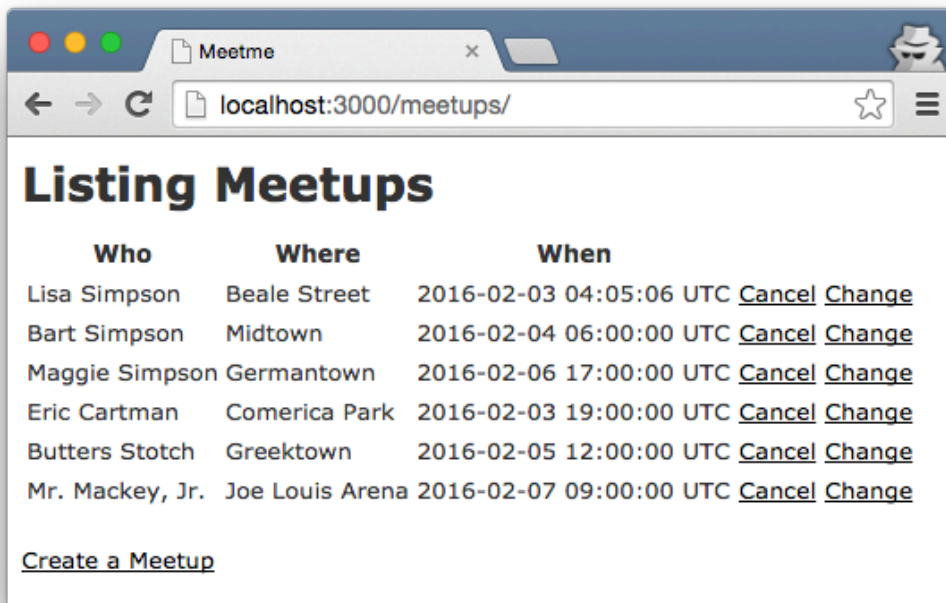 Meetme
localhost:3000/meetups/
Listing Meetups
Who Where When
Lisa Simpson Beale Street 2016-02-03 04:05:06 UTC Cancel Change
Bart Simpson Midtown 2016-02-04 06:00:00 UTC Cancel Change
Maggie Simpson Germantown 2016-02-06 17:00:00 UTC Cancel Change
Eric Cartman Comerica Park 2016-02-03 19:00:00 UTC Cancel Change
Butters Stotch Greektown 2016-02-05 12:00:00 UTC Cancel Change
Mr. Mackey, Jr. Joe Louis Arena 2016-02-07 09:00:00 UTC Cancel Change
Create a Meetup